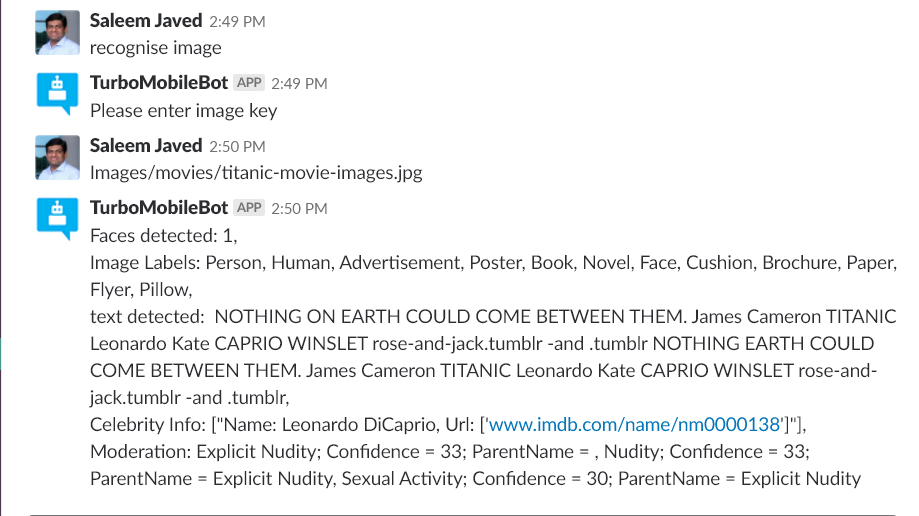 Saleem Javed 2:49 PM
recognise image
TurboMobileBot APP 2:49 PM
Please enter image key
Saleem Javed 2:50 PM
Images/movies/titanic-movie-images.jpg
TurboMobileBot APP 2:50 PM
Faces detected: 1,
Image Labels: Person, Human, Advertisement, Poster, Book, Novel, Face, Cushion, Brochure, Paper,
Flyer, Pillow,
text detected:  NOTHING ON EARTH COULD COME BETWEEN THEM. James Cameron TITANIC
Leonardo Kate CAPRIO WINSLET rose-and-jack.tumblr -and .tumblr NOTHING EARTH COULD
COME BETWEEN THEM. James Cameron TITANIC Leonardo Kate CAPRIO WINSLET rose-and-
jack.tumblr -and .tumblr,
Celebrity Info: ["Name: Leonardo DiCaprio, Url: ['www.imdb.com/name/nm0000138']"],
Moderation: Explicit Nudity; Confidence = 33; ParentName = , Nudity; Confidence = 33;
ParentName = Explicit Nudity, Sexual Activity; Confidence = 30; ParentName = Explicit Nudity